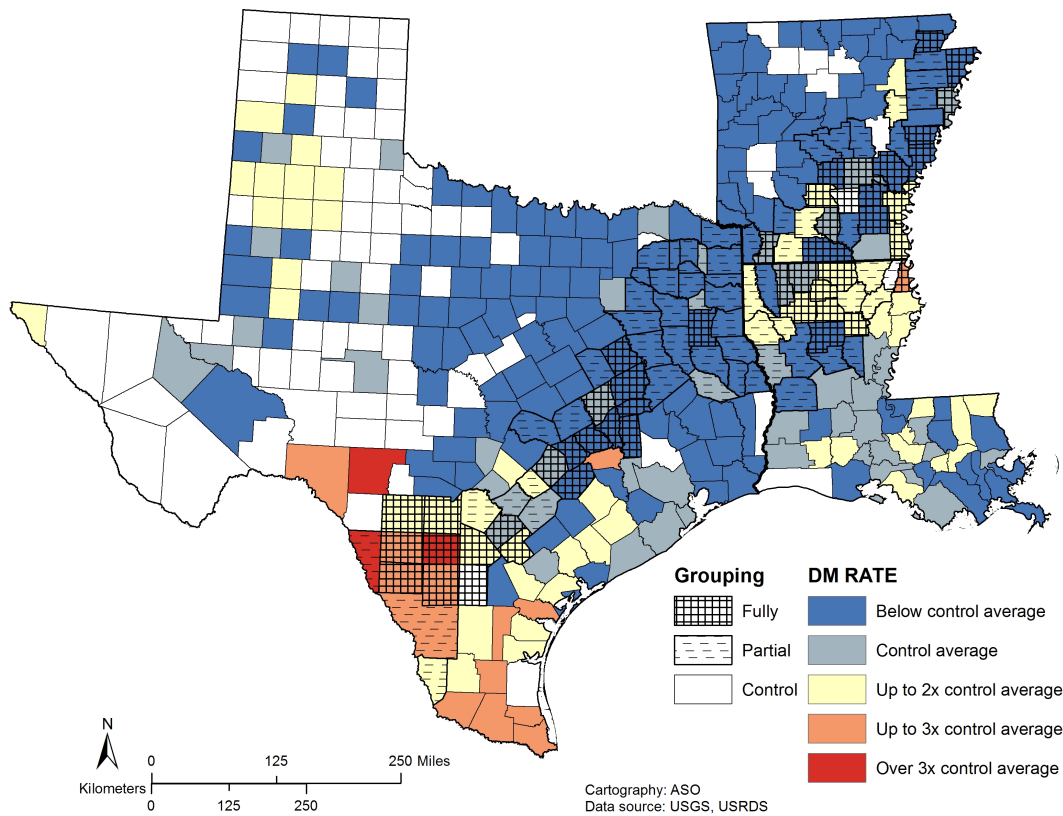 Grouping
Fully
Partial
Control
DM RATE
Below control average
Control average
Up to 2x control average
Up to 3x control average
Over 3x control average
N
0 125 250 Miles
Kilometers
0 125 250
Cartography: ASO
Data source: USGS, USRDS